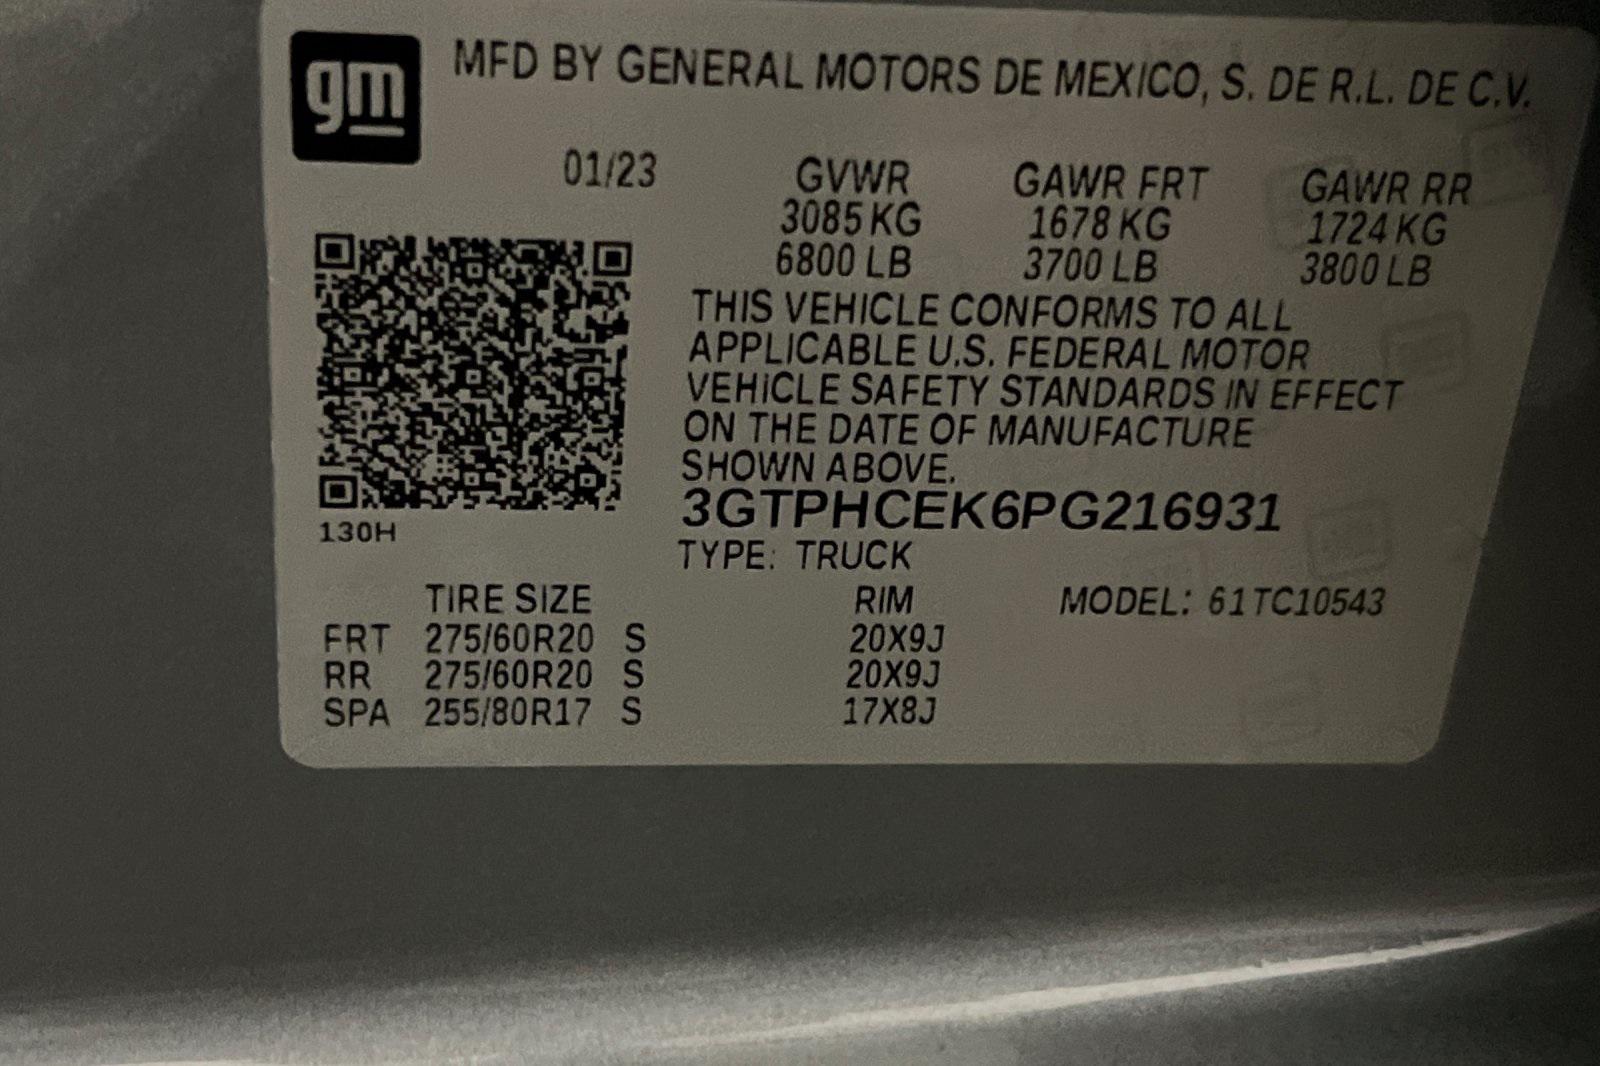 gm
MFD BY GENERAL MOTORS DE MEXICO, S. DE R.L. DE C.V.
01/23
GVWR GAWR FRT GAWR RR
3085 KG 1678 KG 1724 KG
6800 LB 3700 LB 3800 LB
THIS VEHICLE CONFORMS TO ALL
APPLICABLE U.S. FEDERAL MOTOR
VEHICLE SAFETY STANDARDS IN EFFECT
ON THE DATE OF MANUFACTURE
SHOWN ABOVE.
3GTPHCEK6PG216931
130H
TYPE: TRUCK
TIRE SIZE RIM MODEL: 61TC10543
FRT 275/60R20 S 20X9J
RR 275/60R20 S 20X9J
SPA 255/80R17 S 17X8J